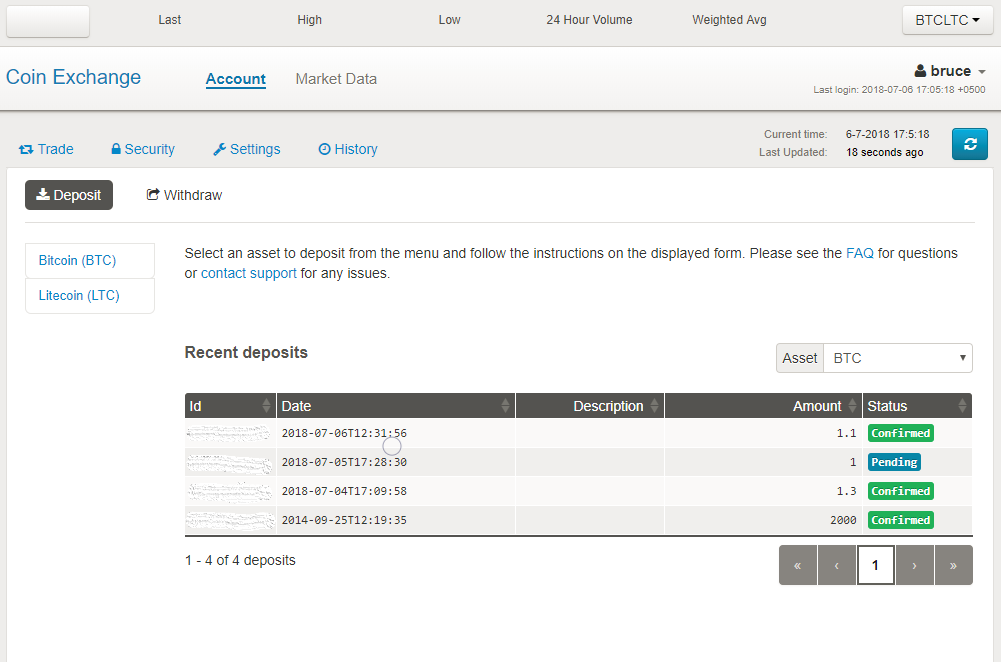 Last High Low 24 Hour Volume Weighted Avg BTCLTC
Coin Exchange Account Market Data bruce
Last login: 2018-07-06 17:05:18 +0500
Trade Security Settings History
Current time: 6-7-2018 17:5:18
Last Updated: 18 seconds ago
Deposit Withdraw
Bitcoin (BTC)
Litecoin (LTC)
Select an asset to deposit from the menu and follow the instructions on the displayed form. Please see the FAQ for questions
or contact support for any issues.
Recent deposits Asset BTC
Id Date Description Amount Status
2018-07-06T12:31:56 1.1 Confirmed
2018-07-05T17:28:30 1 Pending
2018-07-04T17:09:58 1.3 Confirmed
2014-09-25T12:19:35 2000 Confirmed
1 - 4 of 4 deposits « ‹ 1 › »